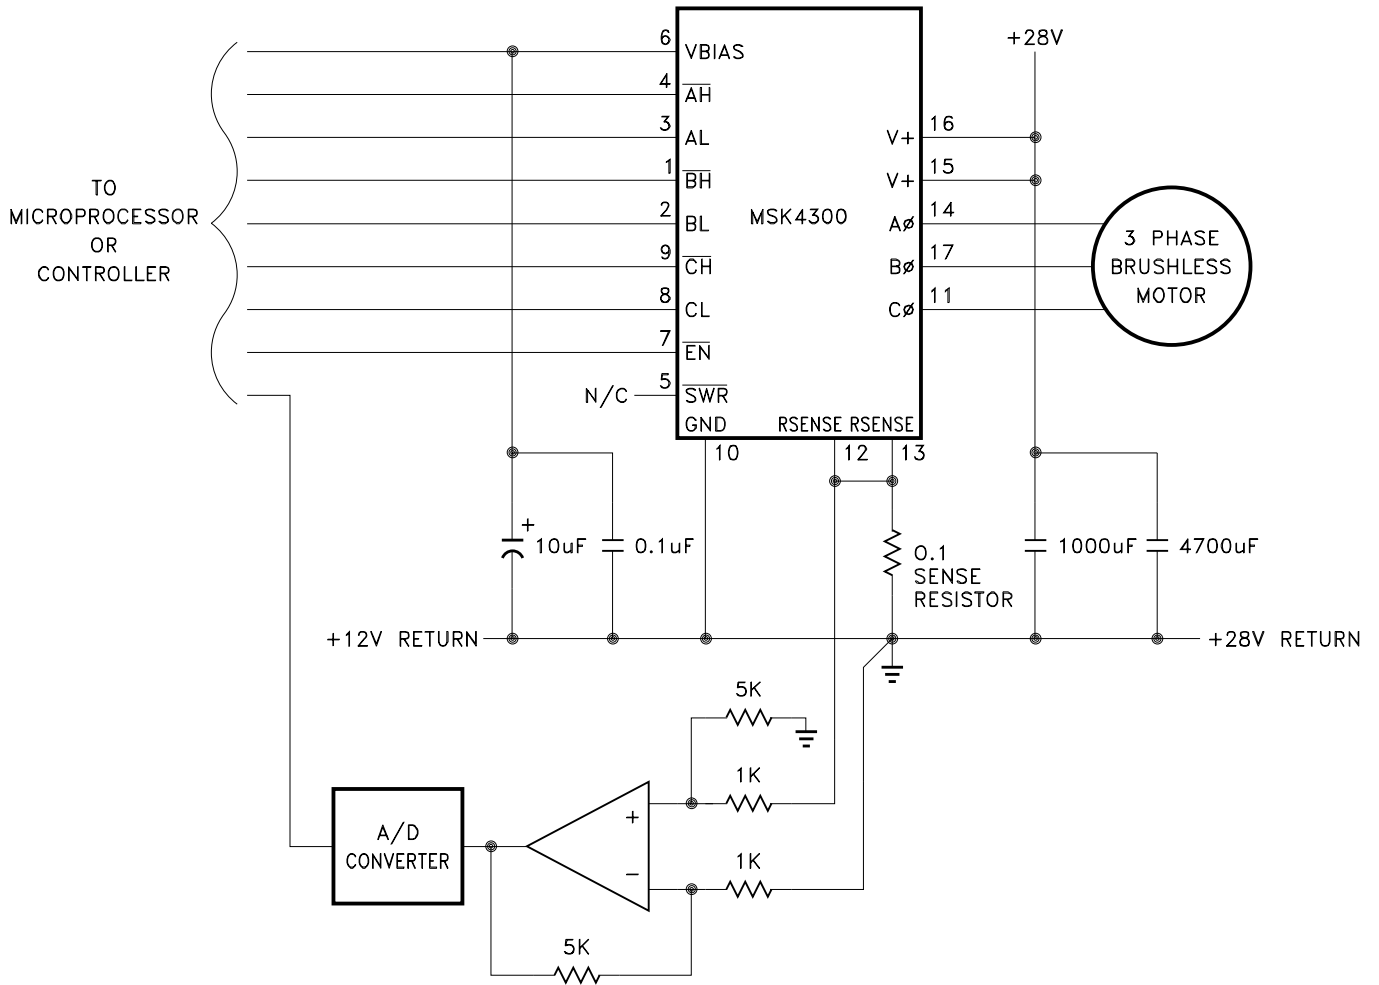 +28V
6
VBIAS
4
AH
3
AL
1
BH
2
BL
9
CH
8
CL
7
EN
5
N/C
SWR
GND
RSENSE RSENSE
10
12
13
MSK4300
16
V+
15
V+
14
AØ
17
BØ
11
CØ
TO
MICROPROCESSOR
OR
CONTROLLER
3 PHASE
BRUSHLESS
MOTOR
+
10uF
0.1uF
0.1
SENSE
RESISTOR
1000uF
4700uF
+12V RETURN
+28V RETURN
5K
1K
+
A/D
CONVERTER
1K
−
5K